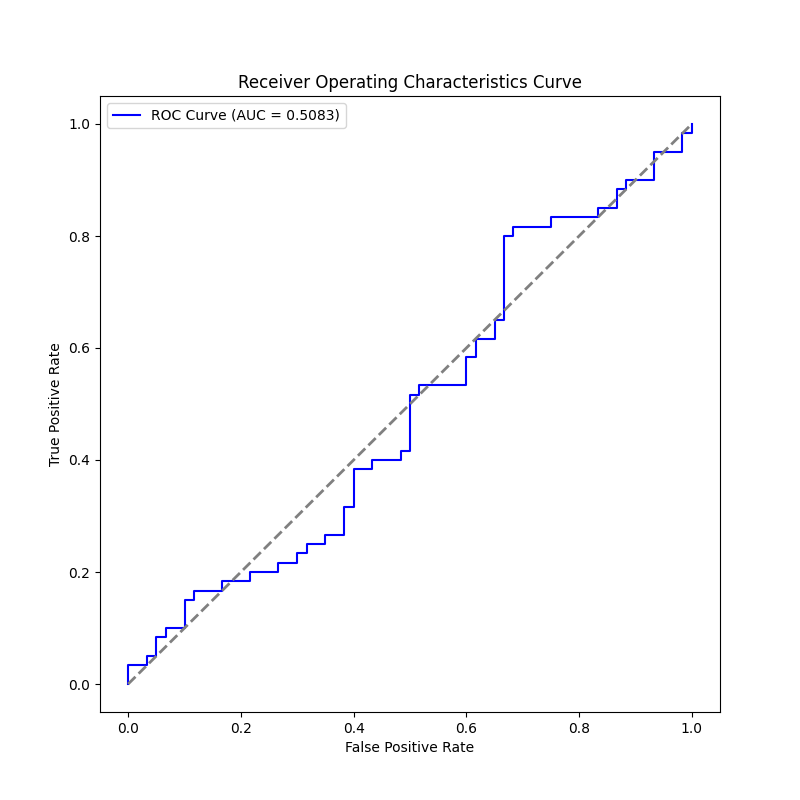 Receiver Operating Characteristics Curve
ROC Curve (AUC = 0.5083)
1.0
0.8
0.6
0.4
0.2
0.0
True Positive Rate
0.0 0.2 0.4 0.6 0.8 1.0
False Positive Rate